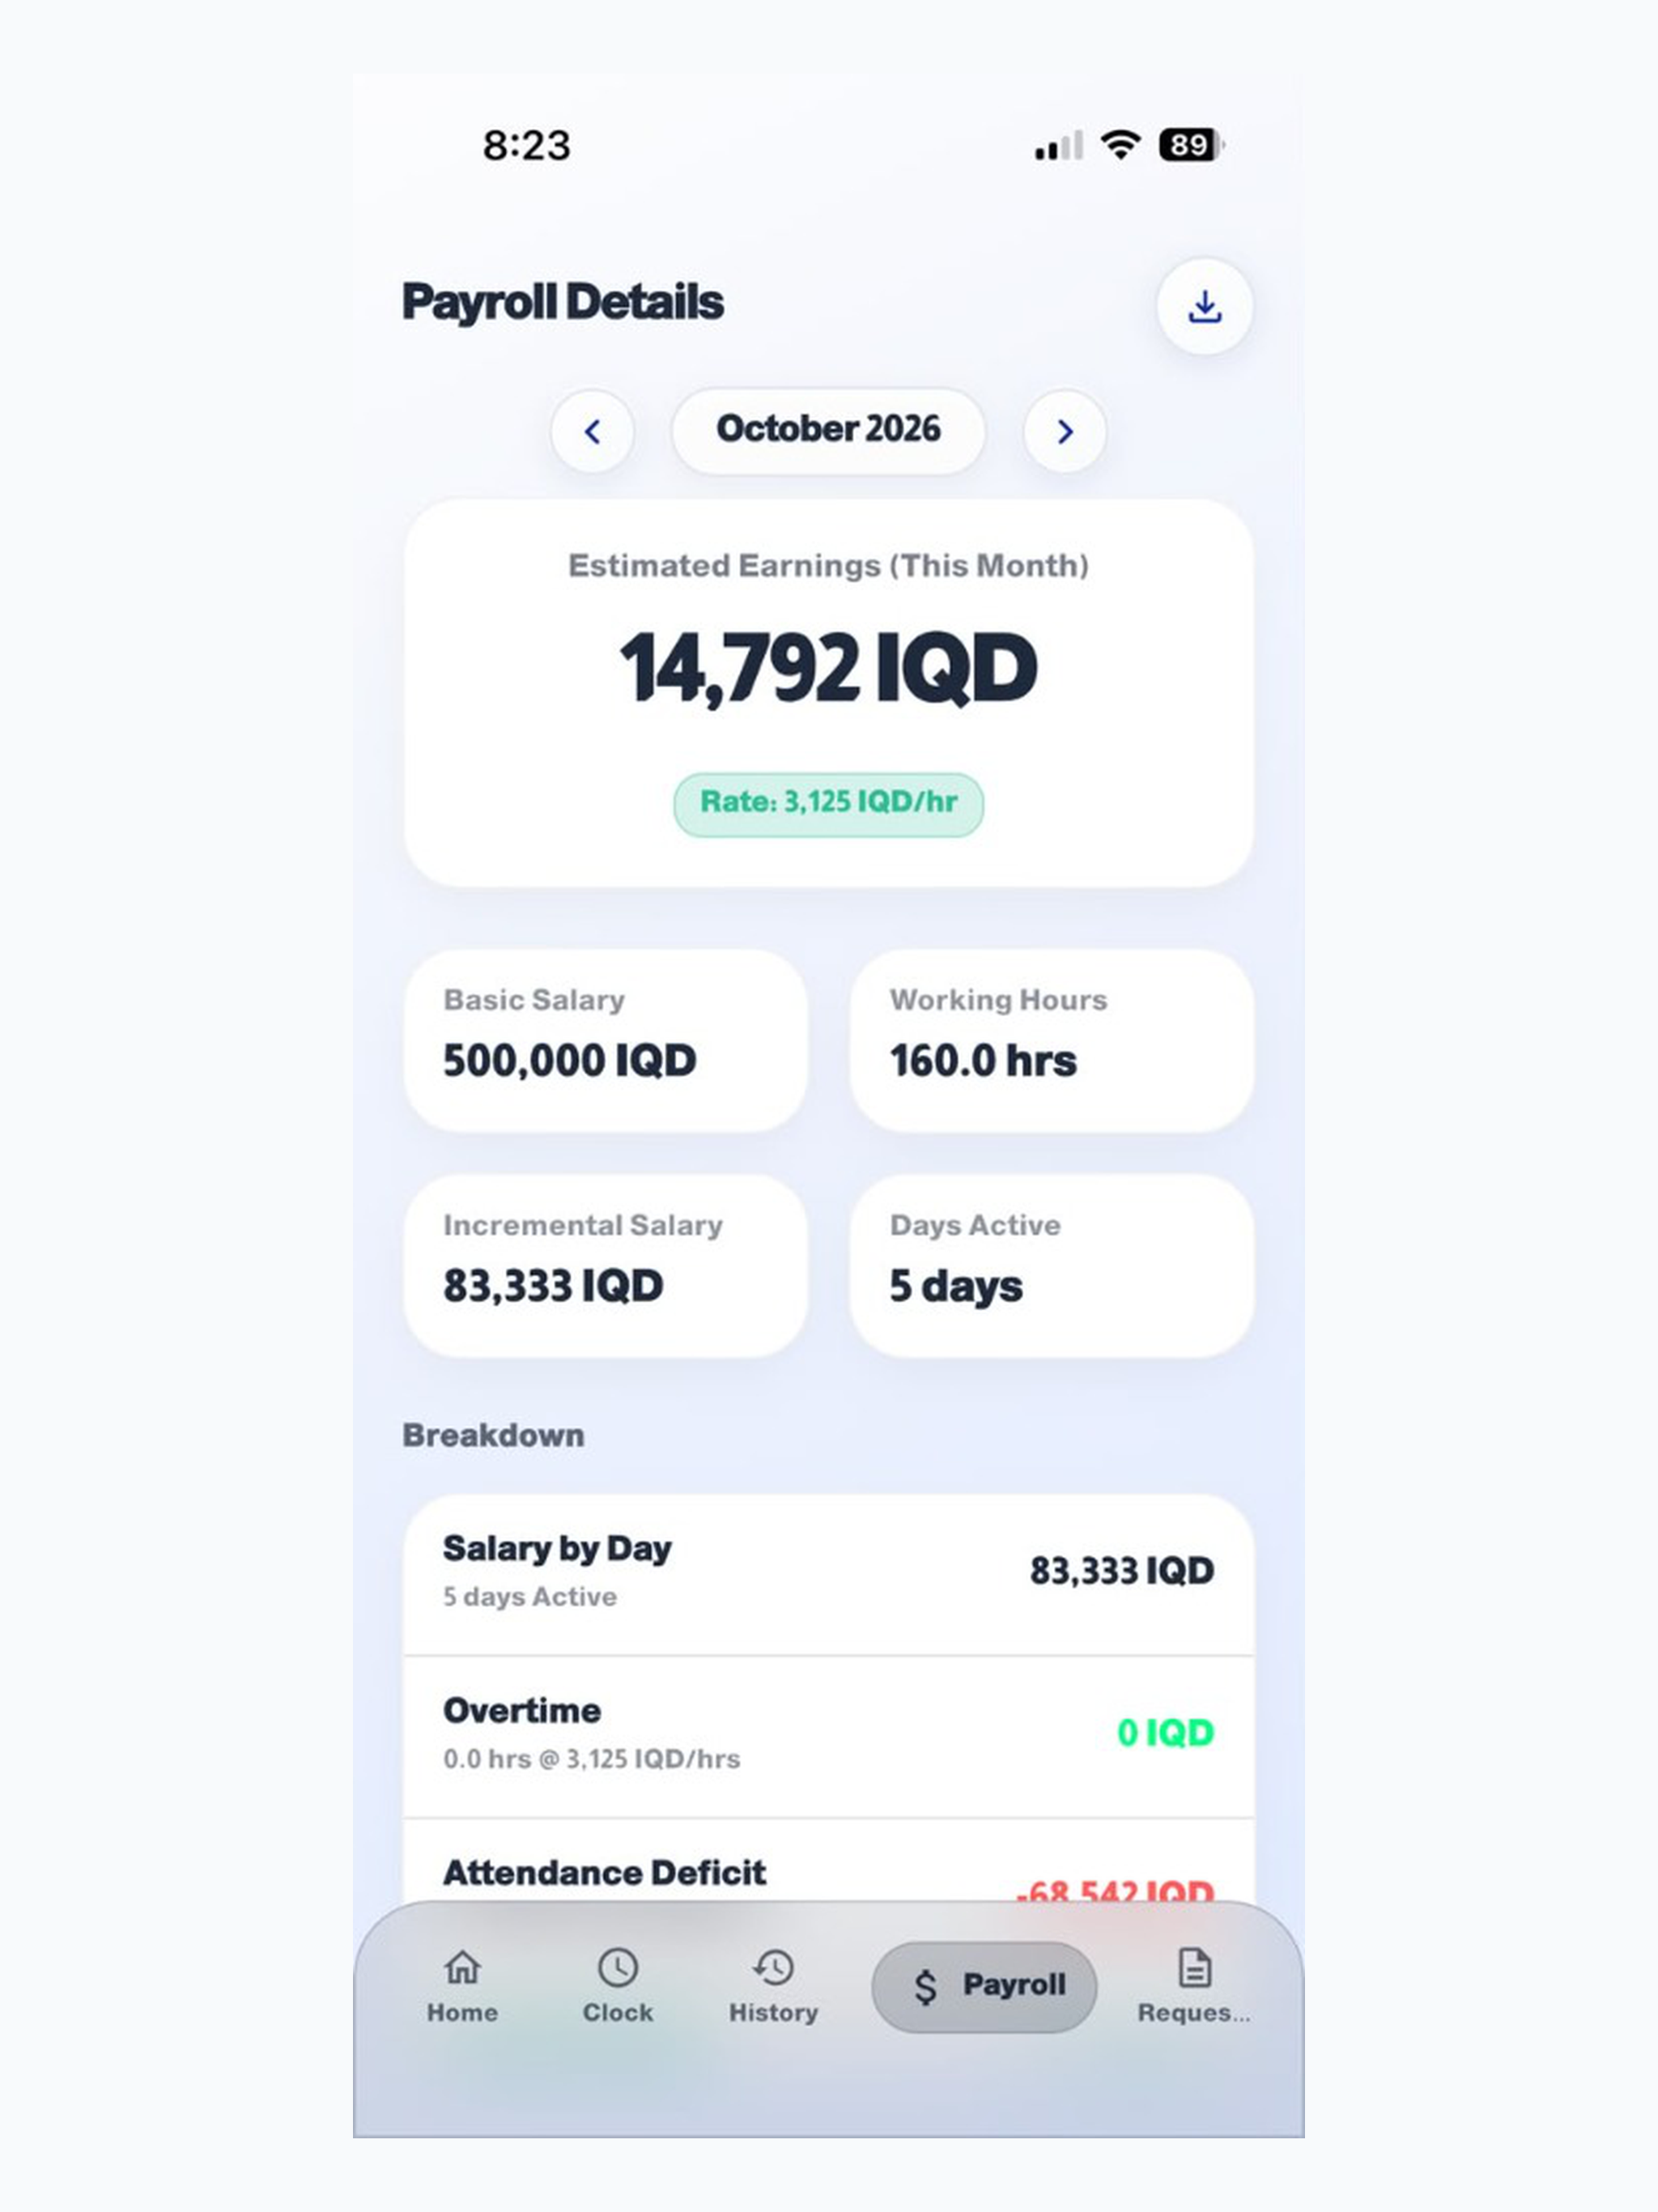 8:23
89
Payroll Details
October 2026
Estimated Earnings (This Month)
14,792 IQD
Rate: 3,125 IQD/hr
Basic Salary
500,000 IQD
Working Hours
160.0 hrs
Incremental Salary
83,333 IQD
Days Active
5 days
Breakdown
Salary by Day
5 days Active
83,333 IQD
Overtime
0.0 hrs @ 3,125 IQD/hrs
0 IQD
Attendance Deficit
-68,542 IQD
Home
Clock
History
$ Payroll
Reques...